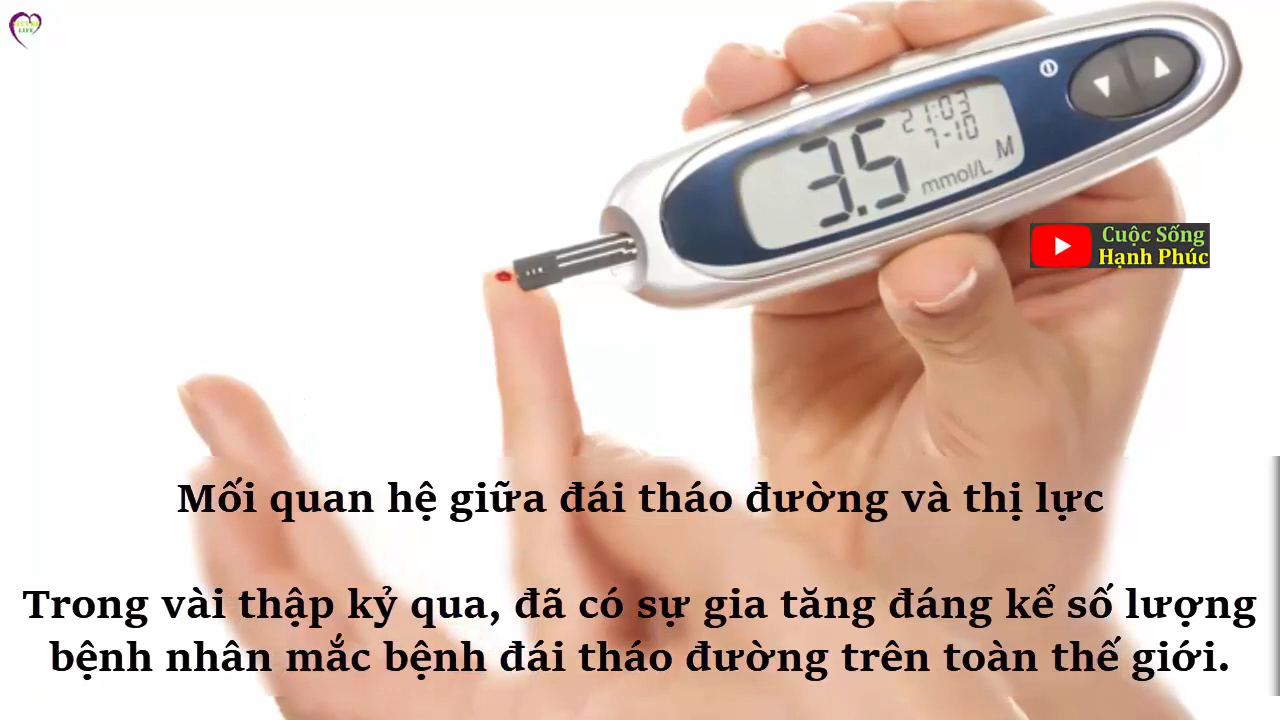 SECURE
LIFE
21:03
7-10
3.5
M
mmol/L
Cuộc Sống
Hạnh Phúc
Mối quan hệ giữa đái tháo đường và thị lực
Trong vài thập kỷ qua, đã có sự gia tăng đáng kể số lượng
bệnh nhân mắc bệnh đái tháo đường trên toàn thế giới.